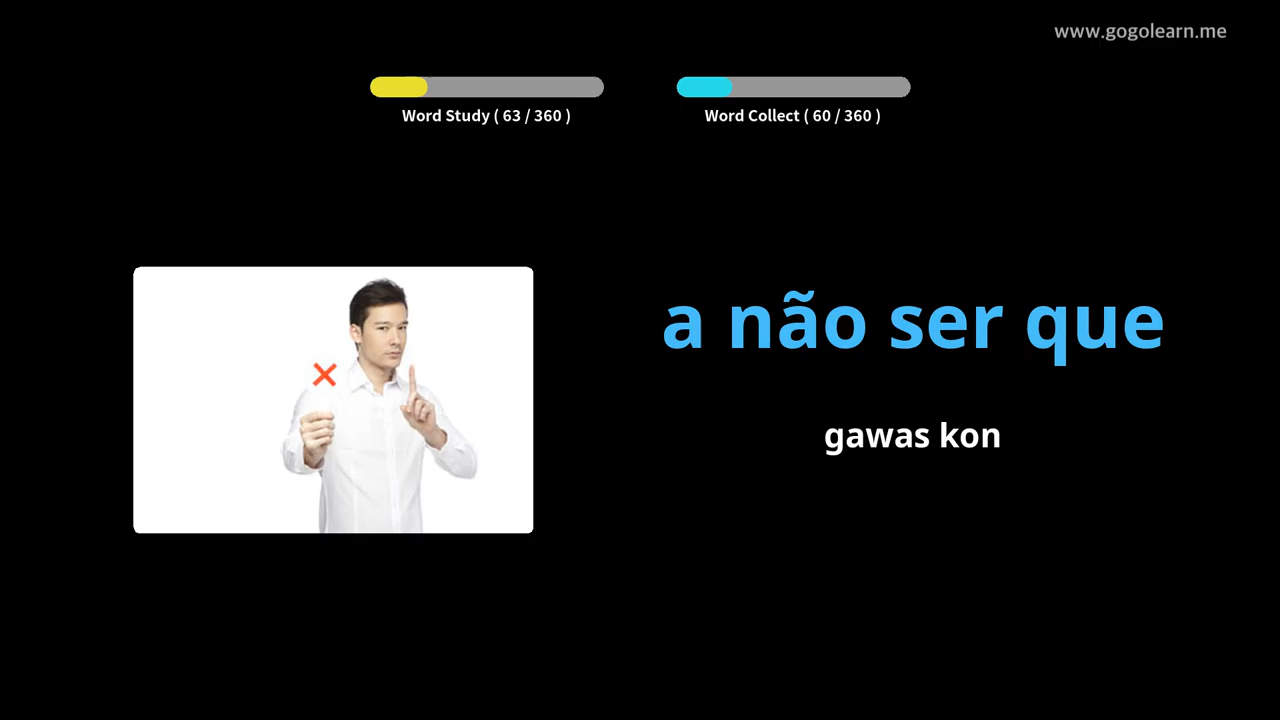 www.gogolearn.me
Word Study ( 63 / 360 )
Word Collect ( 60 / 360 )
a não ser que
gawas kon